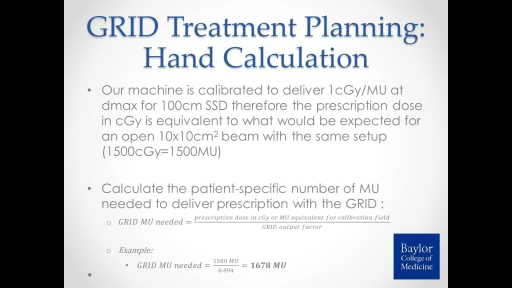 GRID Treatment Planning:
Hand Calculation
• Our machine is calibrated to deliver 1cGy/MU at
dmax for 100cm SSD therefore the prescription dose
in cGy is equivalent to what would be expected for
an open 10x10cm² beam with the same setup
(1500cGy=1500MU)
• Calculate the patient-specific number of MU
needed to deliver prescription with the GRID :
o GRID MU needed = prescription dose in cGy or MU equivalent for calibration field / GRID output factor
o Example:
• GRID MU needed = 1500 MU / 0.894 = 1678 MU
Baylor
College of
Medicine